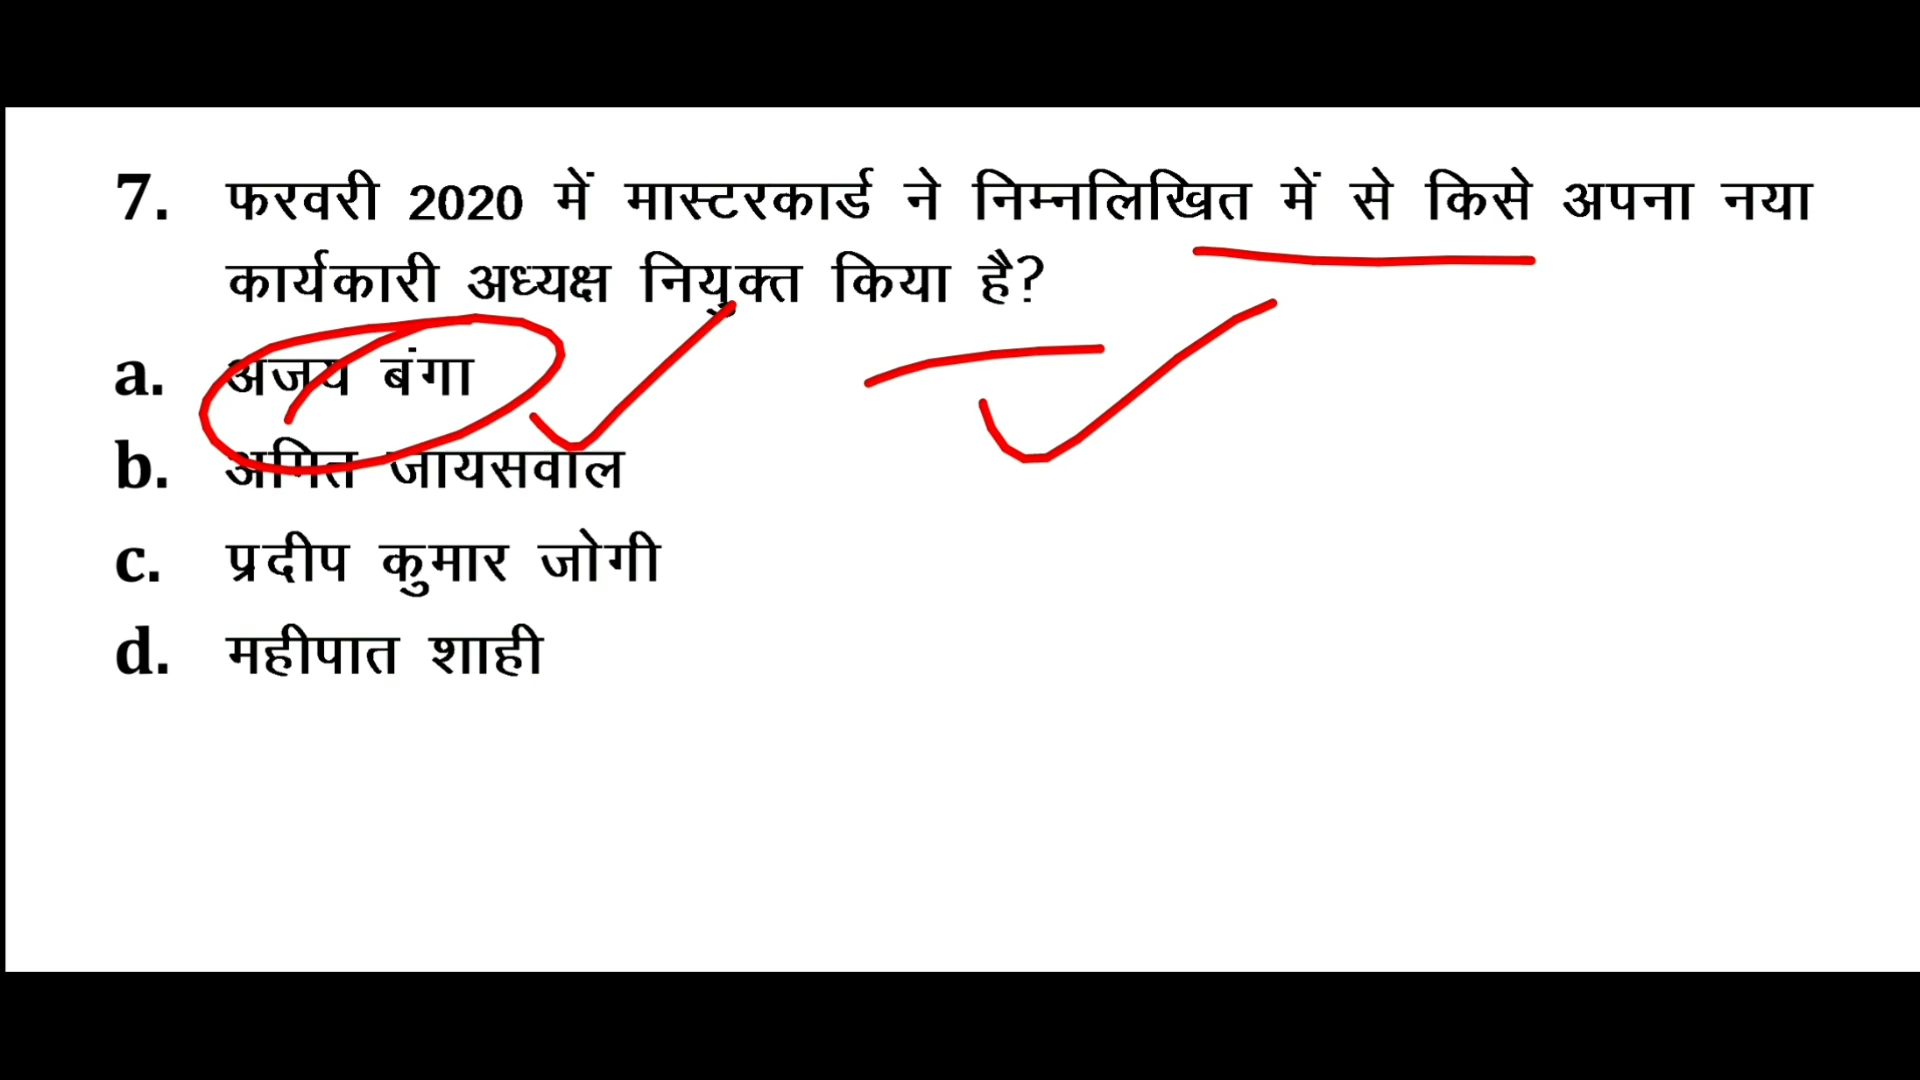 7. फरवरी 2020 में मास्टरकार्ड ने निम्नलिखित में से किसे अपना नया
कार्यकारी अध्यक्ष नियुक्त किया है?
a. अजय बंगा
b. अमित जायसवाल
c. प्रदीप कुमार जोगी
d. महीपात शाही